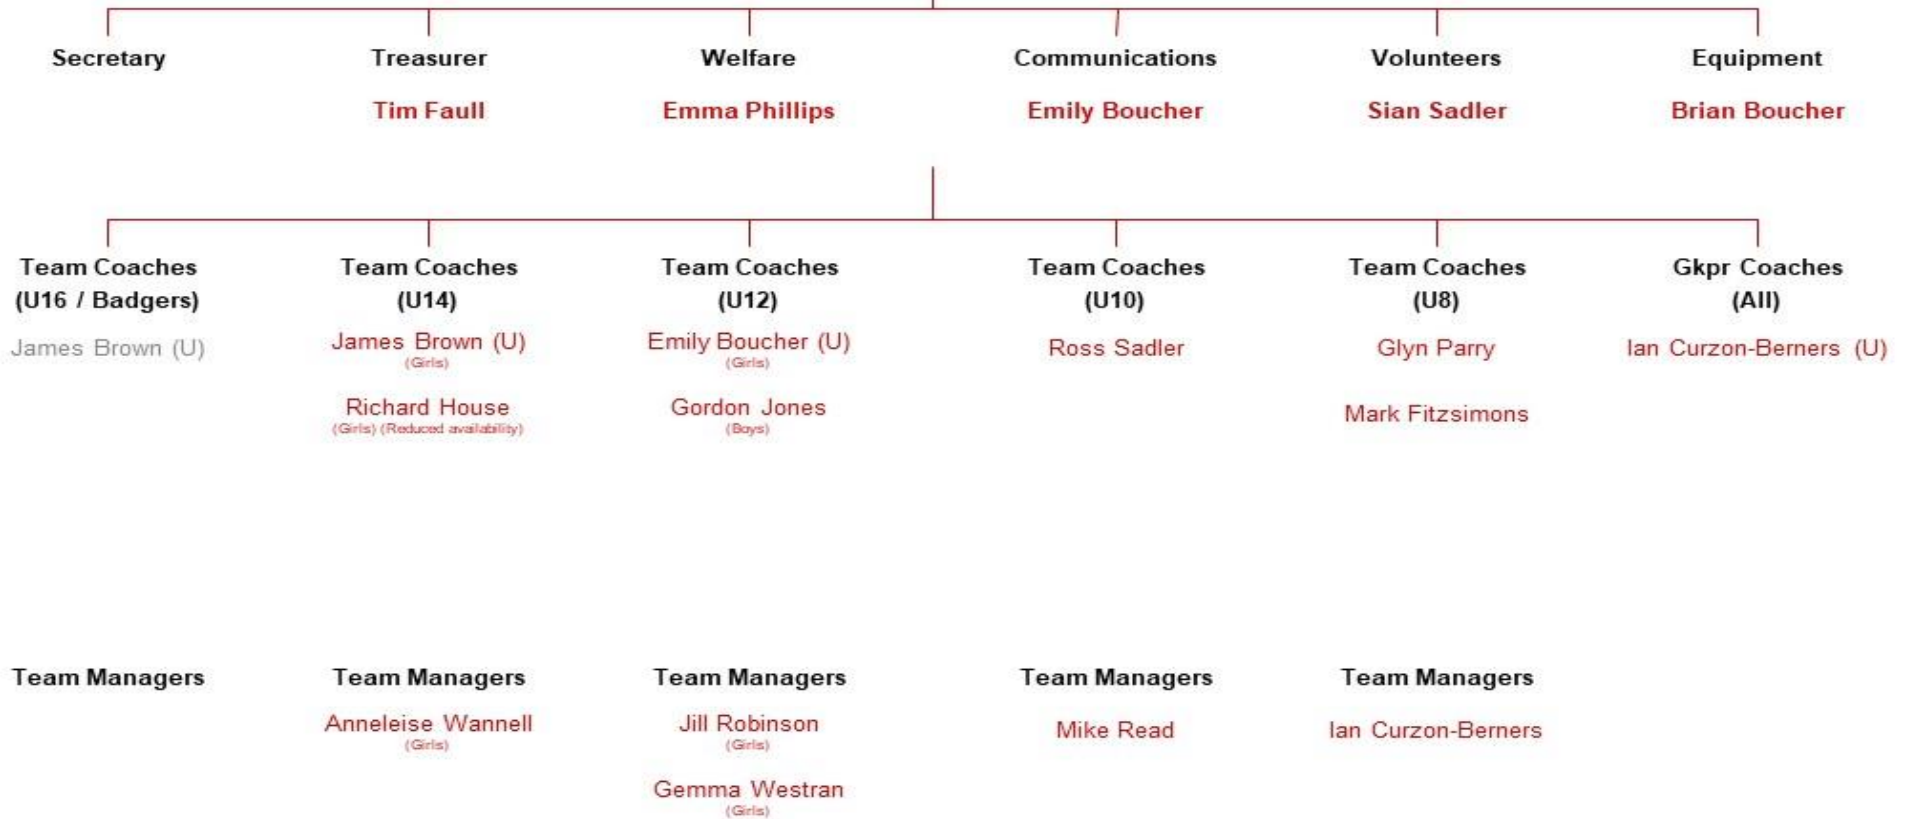 Secretary
Treasurer
Welfare
Communications
Volunteers
Equipment
Tim Faull
Emma Phillips
Emily Boucher
Sian Sadler
Brian Boucher
Team Coaches
(U16 / Badgers)
James Brown (U)
Team Coaches
(U14)
James Brown (U)
(Girls)
Richard House
(Girls) (Reduced availability)
Team Coaches
(U12)
Emily Boucher (U)
(Girls)
Gordon Jones
(Boys)
Team Coaches
(U10)
Ross Sadler
Team Coaches
(U8)
Glyn Parry
Mark Fitzsimons
Gkpr Coaches
(All)
Ian Curzon-Berners (U)
Team Managers
Team Managers
Anneleise Wannell
(Girls)
Team Managers
Jill Robinson
(Girls)
Gemma Westran
(Girls)
Team Managers
Mike Read
Team Managers
Ian Curzon-Berners